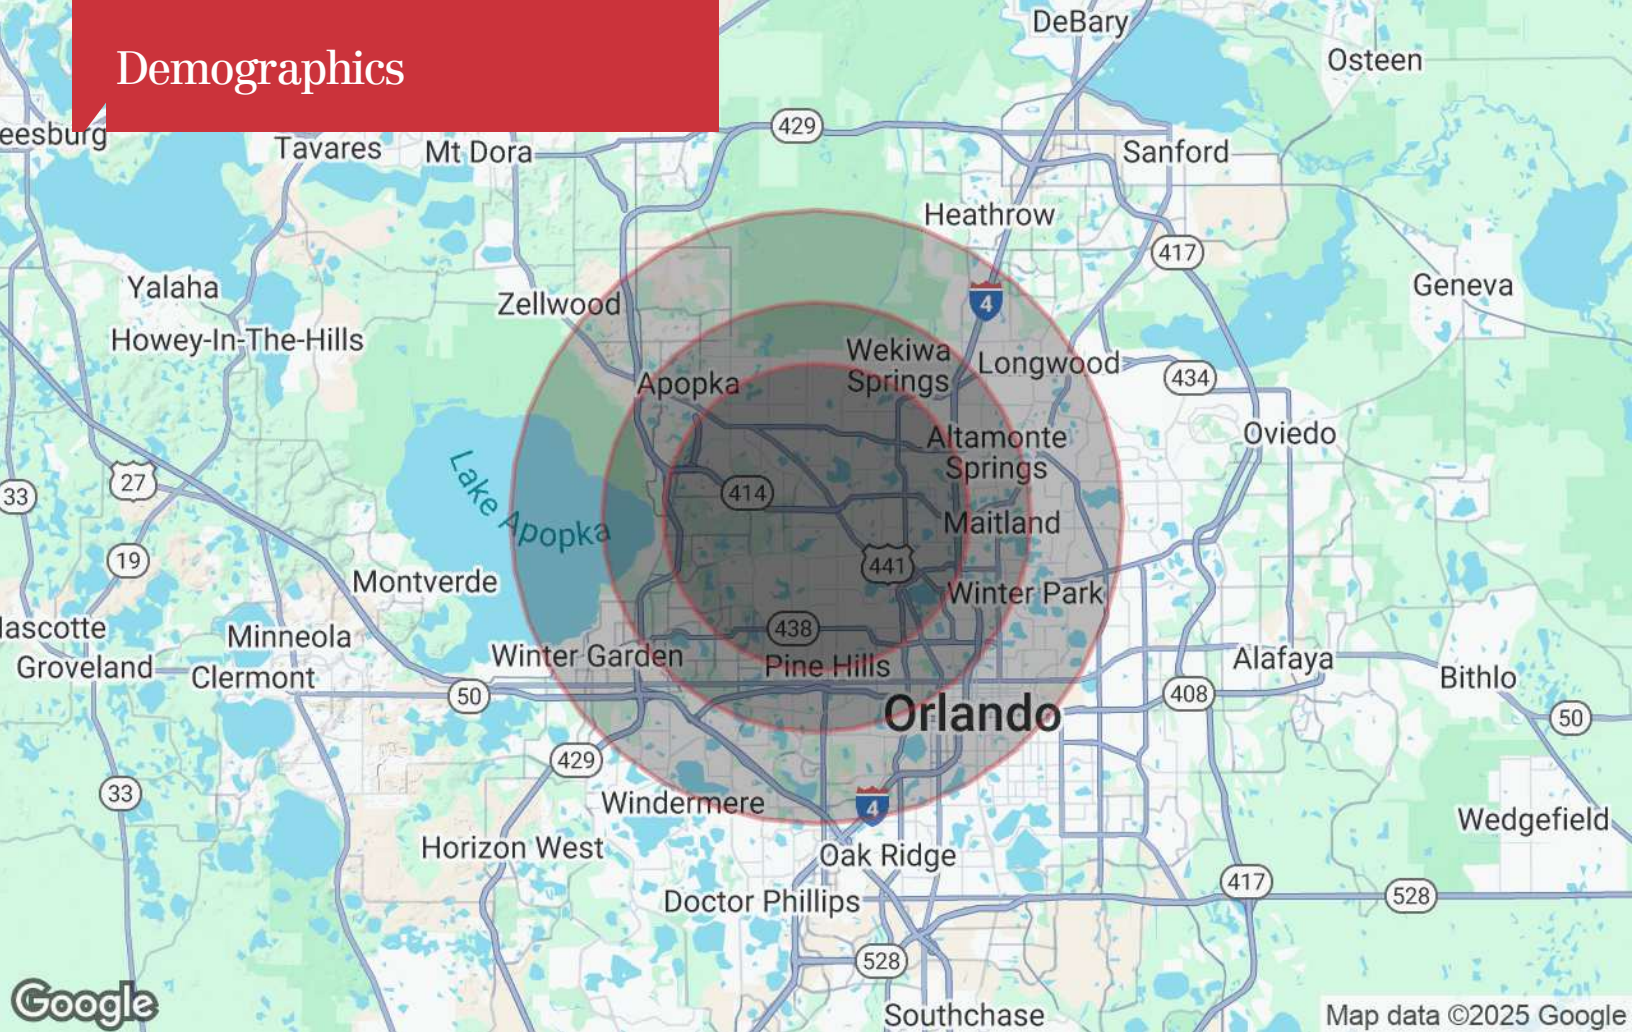 Demographics
DeBary
Osteen
eesburg
Tavares
Mt Dora
429
Sanford
Heathrow
417
Yalaha
Zellwood
4
Geneva
Howey-In-The-Hills
Wekiwa
Springs
Longwood
Apopka
434
Altamonte
Springs
Oviedo
27
33
414
Lake Apopka
Maitland
19
441
Montverde
Winter Park
lascotte
Minneola
438
Groveland
Clermont
Winter Garden
Pine Hills
Alafaya
Bithlo
50
408
Orlando
50
429
33
Windermere
4
Wedgefield
Horizon West
Oak Ridge
417
528
Doctor Phillips
528
Google
Southchase
Map data ©2025 Google